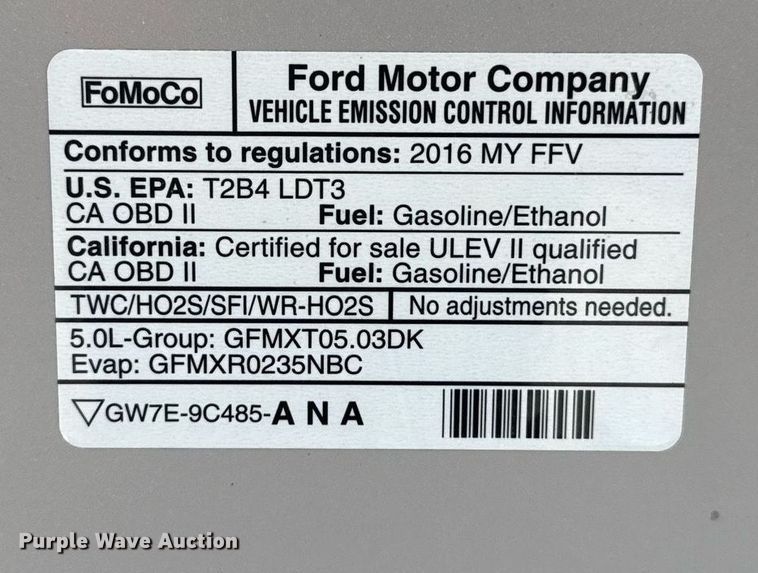 FoMoCo
Ford Motor Company
VEHICLE EMISSION CONTROL INFORMATION
Conforms to regulations: 2016 MY FFV
U.S. EPA: T2B4 LDT3
CA OBD II Fuel: Gasoline/Ethanol
California: Certified for sale ULEV II qualified
CA OBD II Fuel: Gasoline/Ethanol
TWC/HO2S/SFI/WR-HO2S No adjustments needed.
5.0L-Group: GFMXT05.03DK
Evap: GFMXR0235NBC
▽GW7E-9C485-A N A
Purple Wave Auction